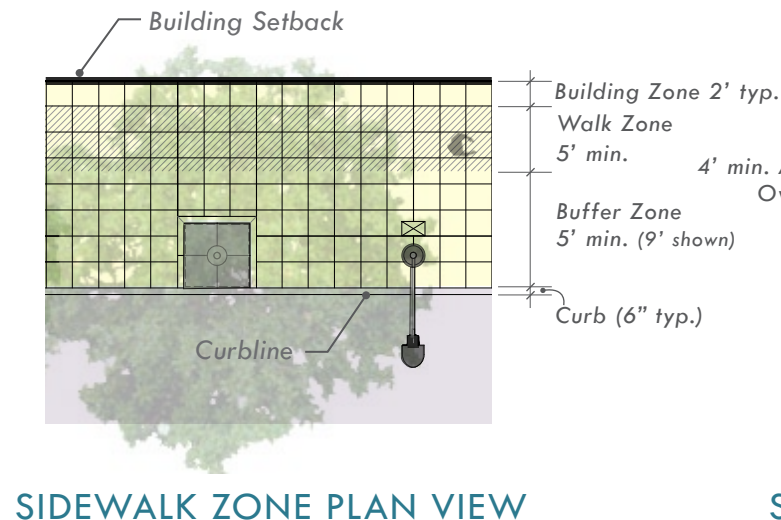 Building Setback
Building Zone 2’ typ.
Walk Zone
5’ min.
4’ min.
Buffer Zone
5’ min. (9’ shown)
Curb (6” typ.)
Curbline
SIDEWALK ZONE PLAN VIEW